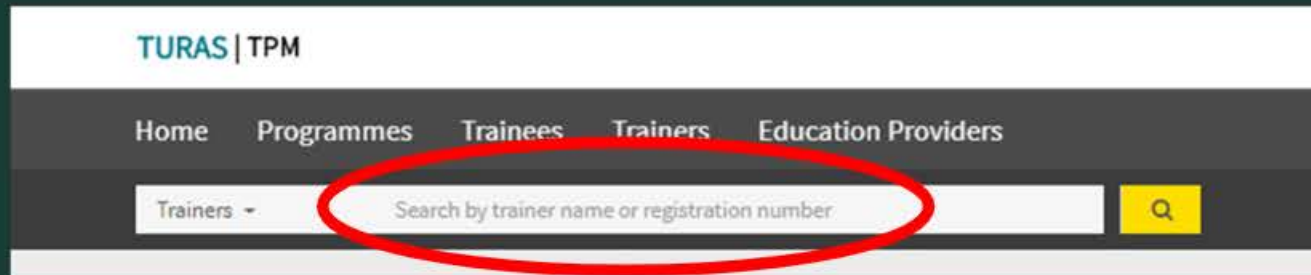 TURAS | TPM
Home Programmes Trainees Trainers Education Providers
Trainers Search by trainer name or registration number